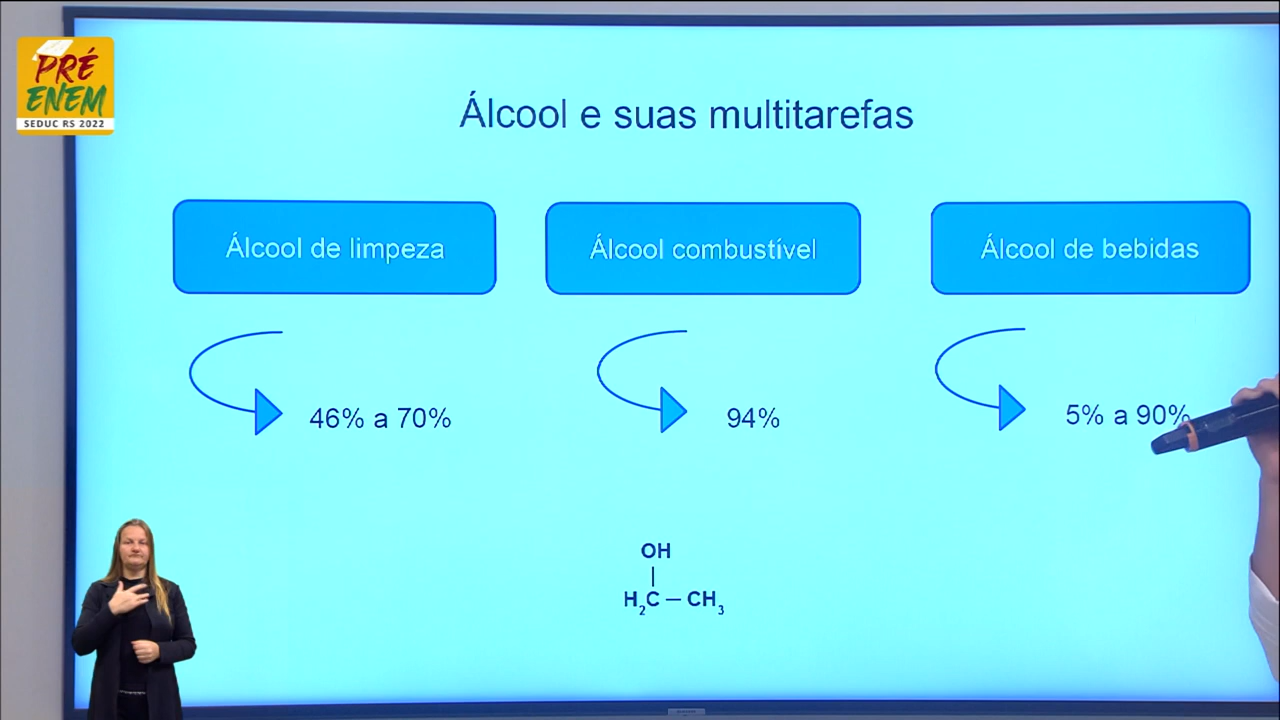 PRÉ
ENEM
SEDUC RS 2022
Álcool e suas multitarefas
Álcool de limpeza
Álcool combustível
Álcool de bebidas
46% a 70%
94%
5% a 90%
OH
H₂C — CH₃